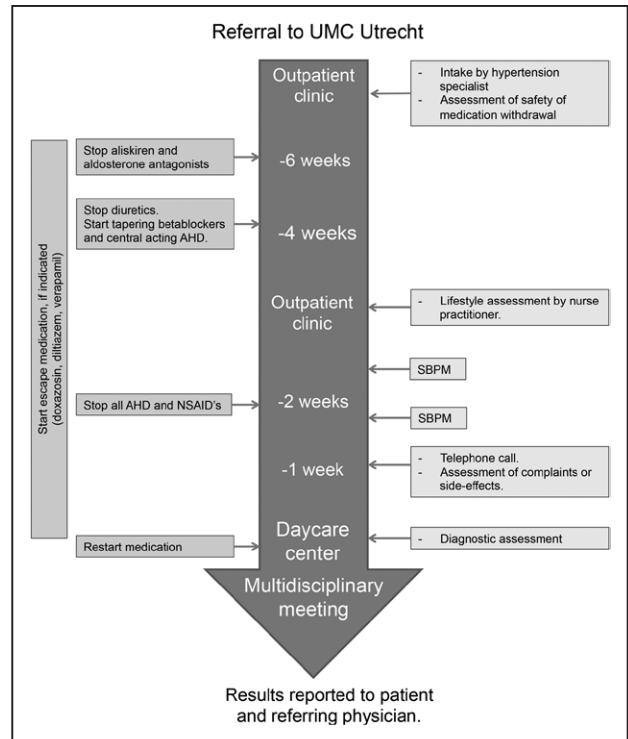 Referral to UMC Utrecht
Outpatient
clinic
- Intake by hypertension
specialist
- Assessment of safety of
medication withdrawal
Stop aliskiren and
aldosterone antagonists
-6 weeks
Stop diuretics.
Start tapering betablockers
and central acting AHD.
-4 weeks
Start escape medication, if indicated
(doxazosin, diltiazem, verapamil)
Outpatient
clinic
- Lifestyle assessment by nurse
practitioner.
SBPM
Stop all AHD and NSAID's
-2 weeks
SBPM
-1 week
- Telephone call.
- Assessment of complaints or
side-effects.
Restart medication
Daycare
center
- Diagnostic assessment
Multidisciplinary
meeting
Results reported to patient
and referring physician.